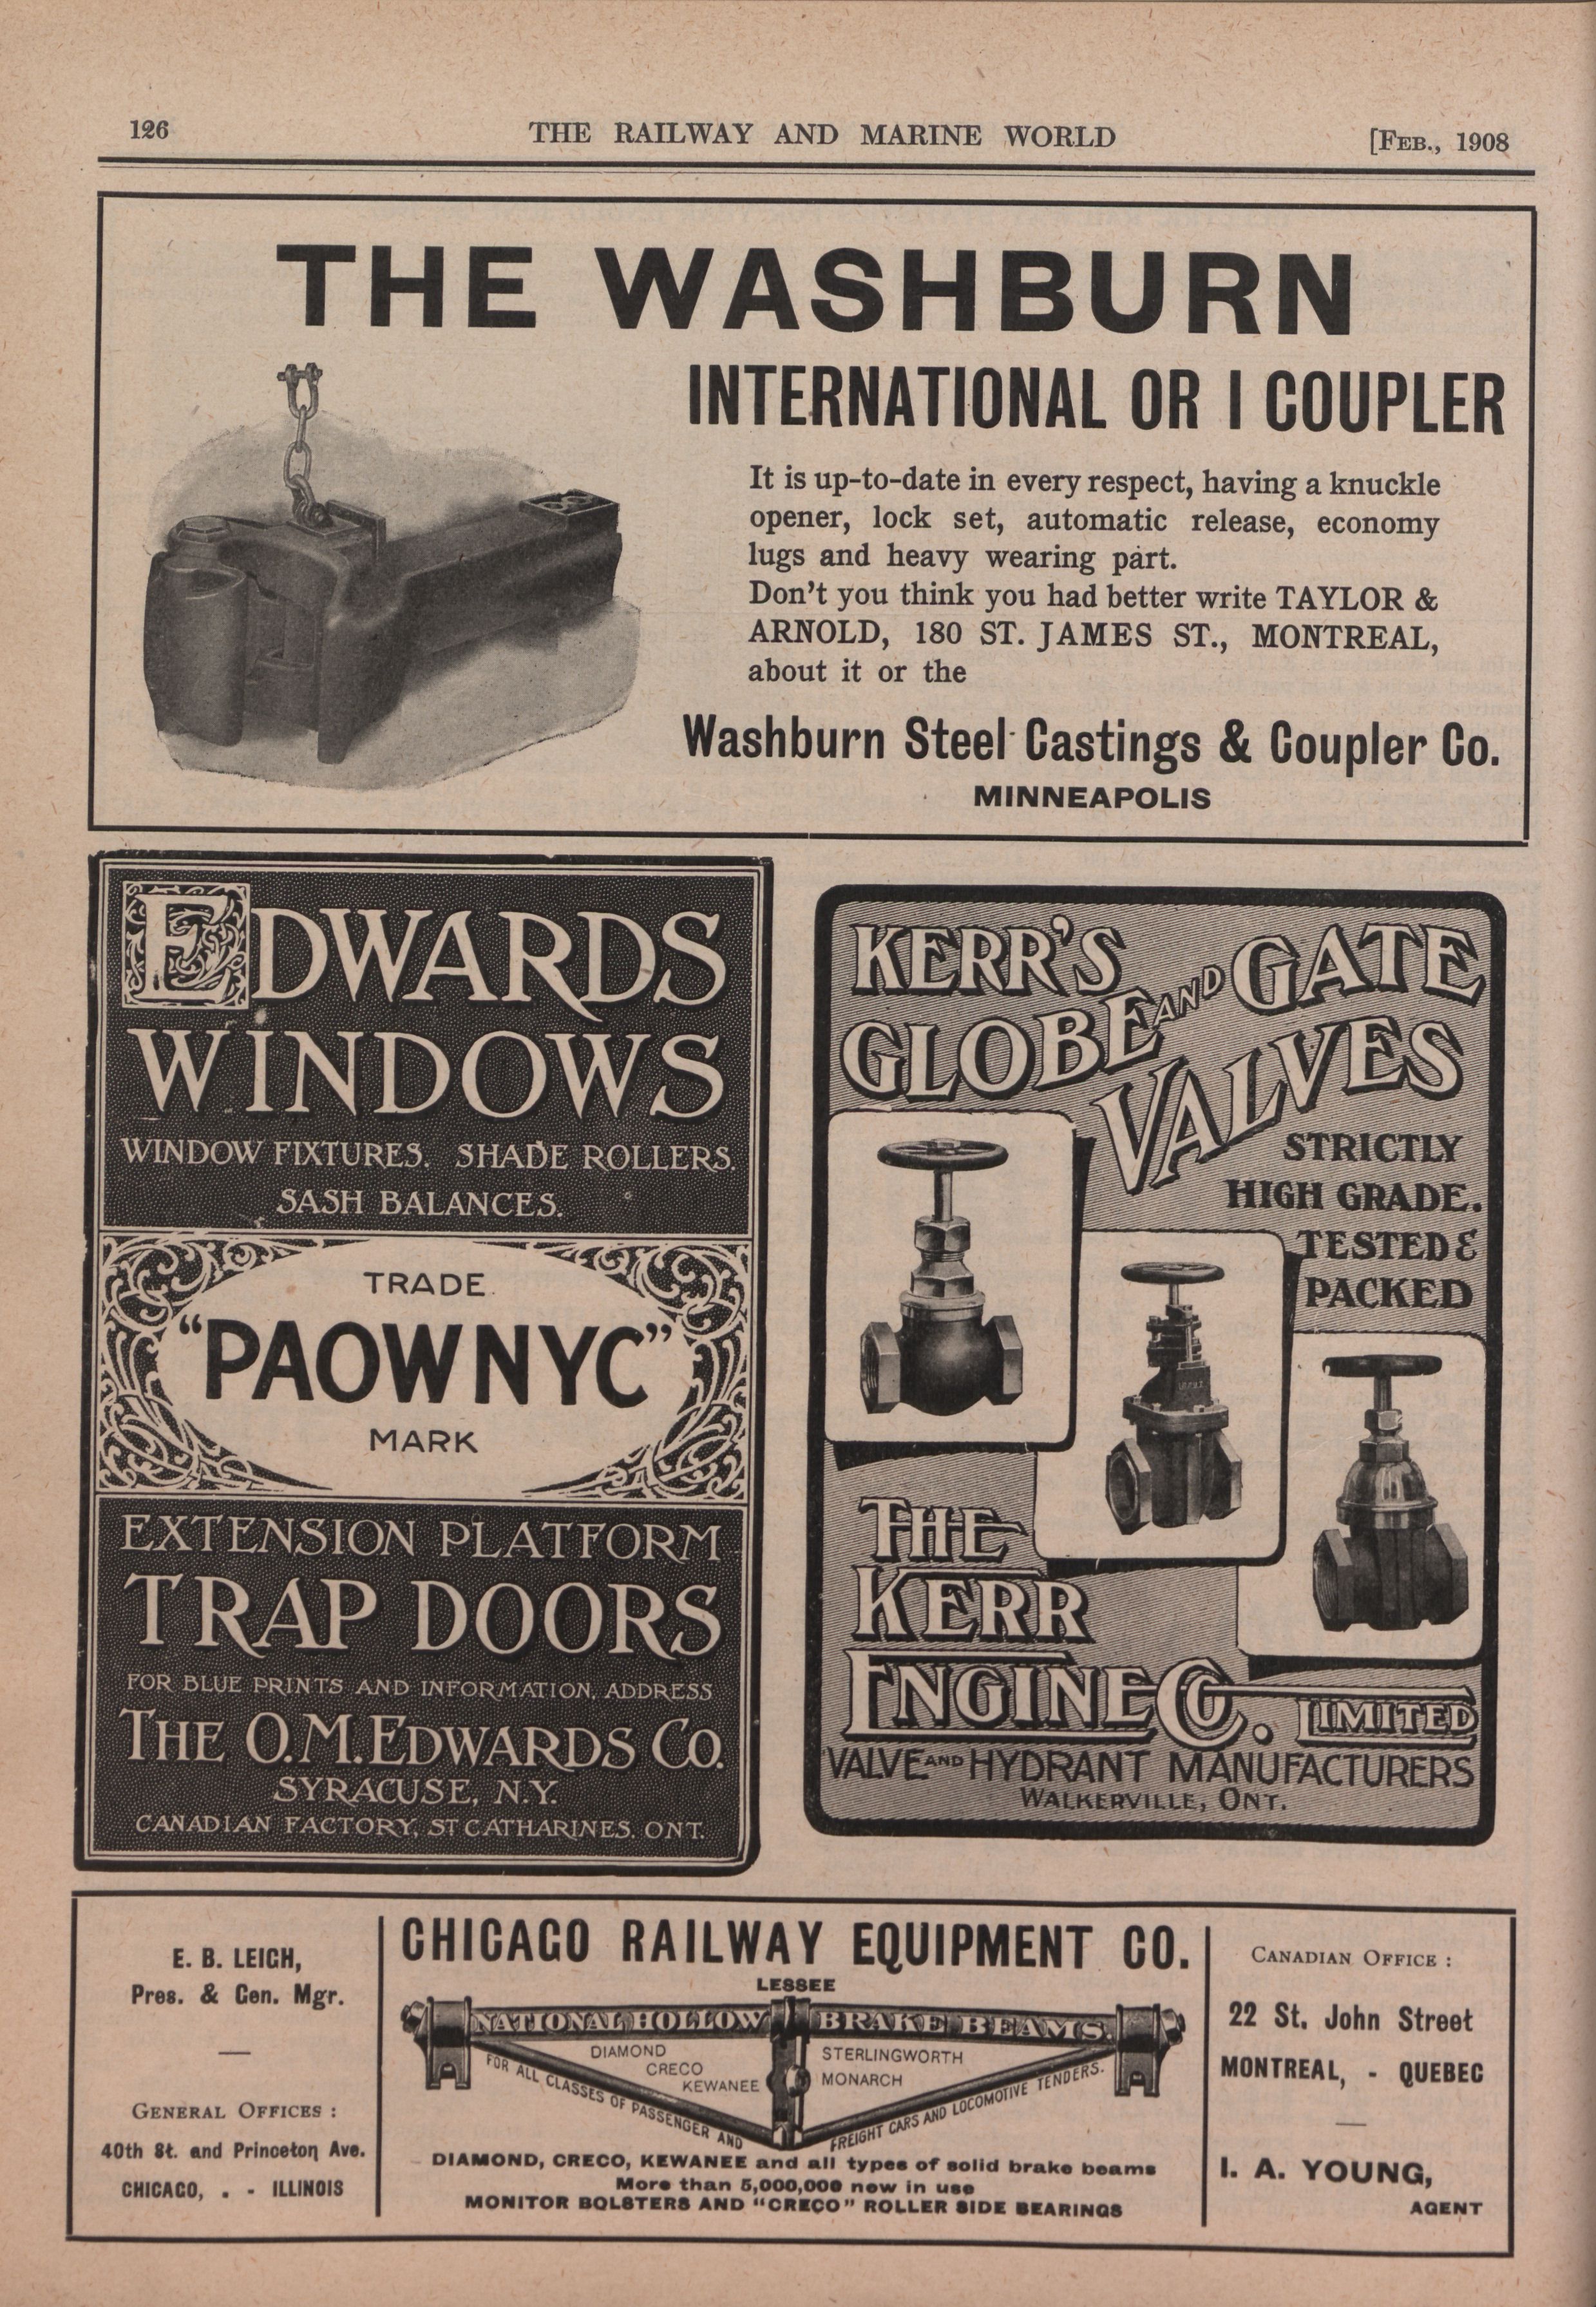 126 THE RAILWAY AND MARINE WORLD [FEB., 1908
THE WASHBURN
INTERNATIONAL OR I COUPLER
It is up-to-date in every respect, having a knuckle
opener, lock set, automatic release, economy
lugs and heavy wearing part.
Don't you think you had better write TAYLOR &
ARNOLD, 180 ST. JAMES ST., MONTREAL,
about it or the
Washburn Steel Castings & Coupler Co.
MINNEAPOLIS
EDWARDS
WINDOWS
WINDOW FIXTURES. SHADE ROLLERS.
SASH BALANCES.
TRADE
"PAOWNYC"
MARK
EXTENSION PLATFORM
TRAP DOORS
FOR BLUE PRINTS AND INFORMATION, ADDRESS
THE O.M. EDWARDS CO.
SYRACUSE, N.Y.
CANADIAN FACTORY, ST CATHARINES, ONT.
KERR'S
GLOBE AND GATE
VALVES
STRICTLY
HIGH GRADE.
TESTED &
PACKED
THE
KERR
ENGINE CO. LIMITED
VALVE AND HYDRANT MANUFACTURERS
WALKERVILLE, ONT.
E. B. LEIGH,
Pres. & Gen. Mgr.
GENERAL OFFICES :
40th St. and Princeton Ave.
CHICAGO, . - ILLINOIS
CHICAGO RAILWAY EQUIPMENT CO.
LESSEE
NATIONAL HOLLOW BRAKE BEAMS.
DIAMOND
CRECO
KEWANEE
STERLINGWORTH
MONARCH
FOR ALL CLASSES OF PASSENGER AND
FREIGHT CARS AND LOCOMOTIVE TENDERS.
DIAMOND, CRECO, KEWANEE and all types of solid brake beams
More than 5,000,000 now in use
MONITOR BOLSTERS AND "CRECO" ROLLER SIDE BEARINGS
CANADIAN OFFICE :
22 St. John Street
MONTREAL, - QUEBEC
I. A. YOUNG,
AGENT